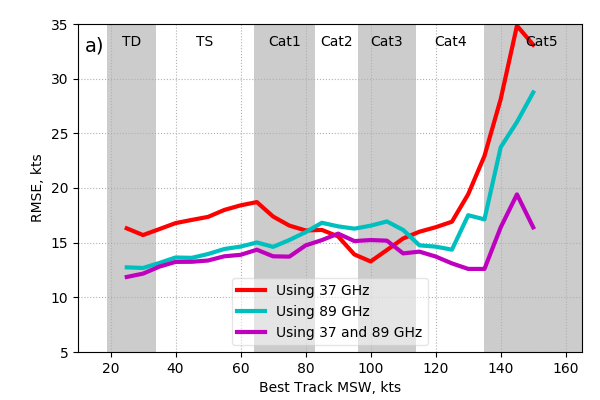 a) TD TS Cat1 Cat2 Cat3 Cat4 Cat5
35
30
25
20
15
10
5
RMSE, kts
Using 37 GHz
Using 89 GHz
Using 37 and 89 GHz
20 40 60 80 100 120 140 160
Best Track MSW, kts